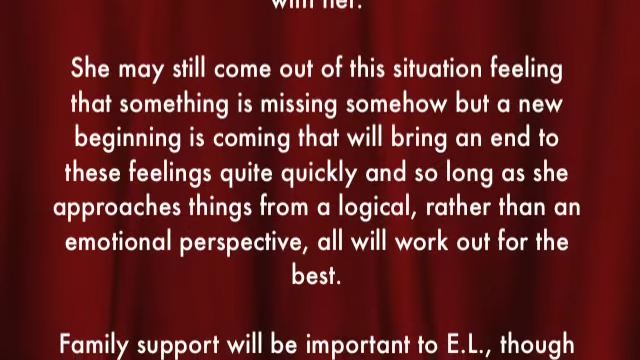 with her.
She may still come out of this situation feeling
that something is missing somehow but a new
beginning is coming that will bring an end to
these feelings quite quickly and so long as she
approaches things from a logical, rather than an
emotional perspective, all will work out for the
best.
Family support will be important to E.L., though